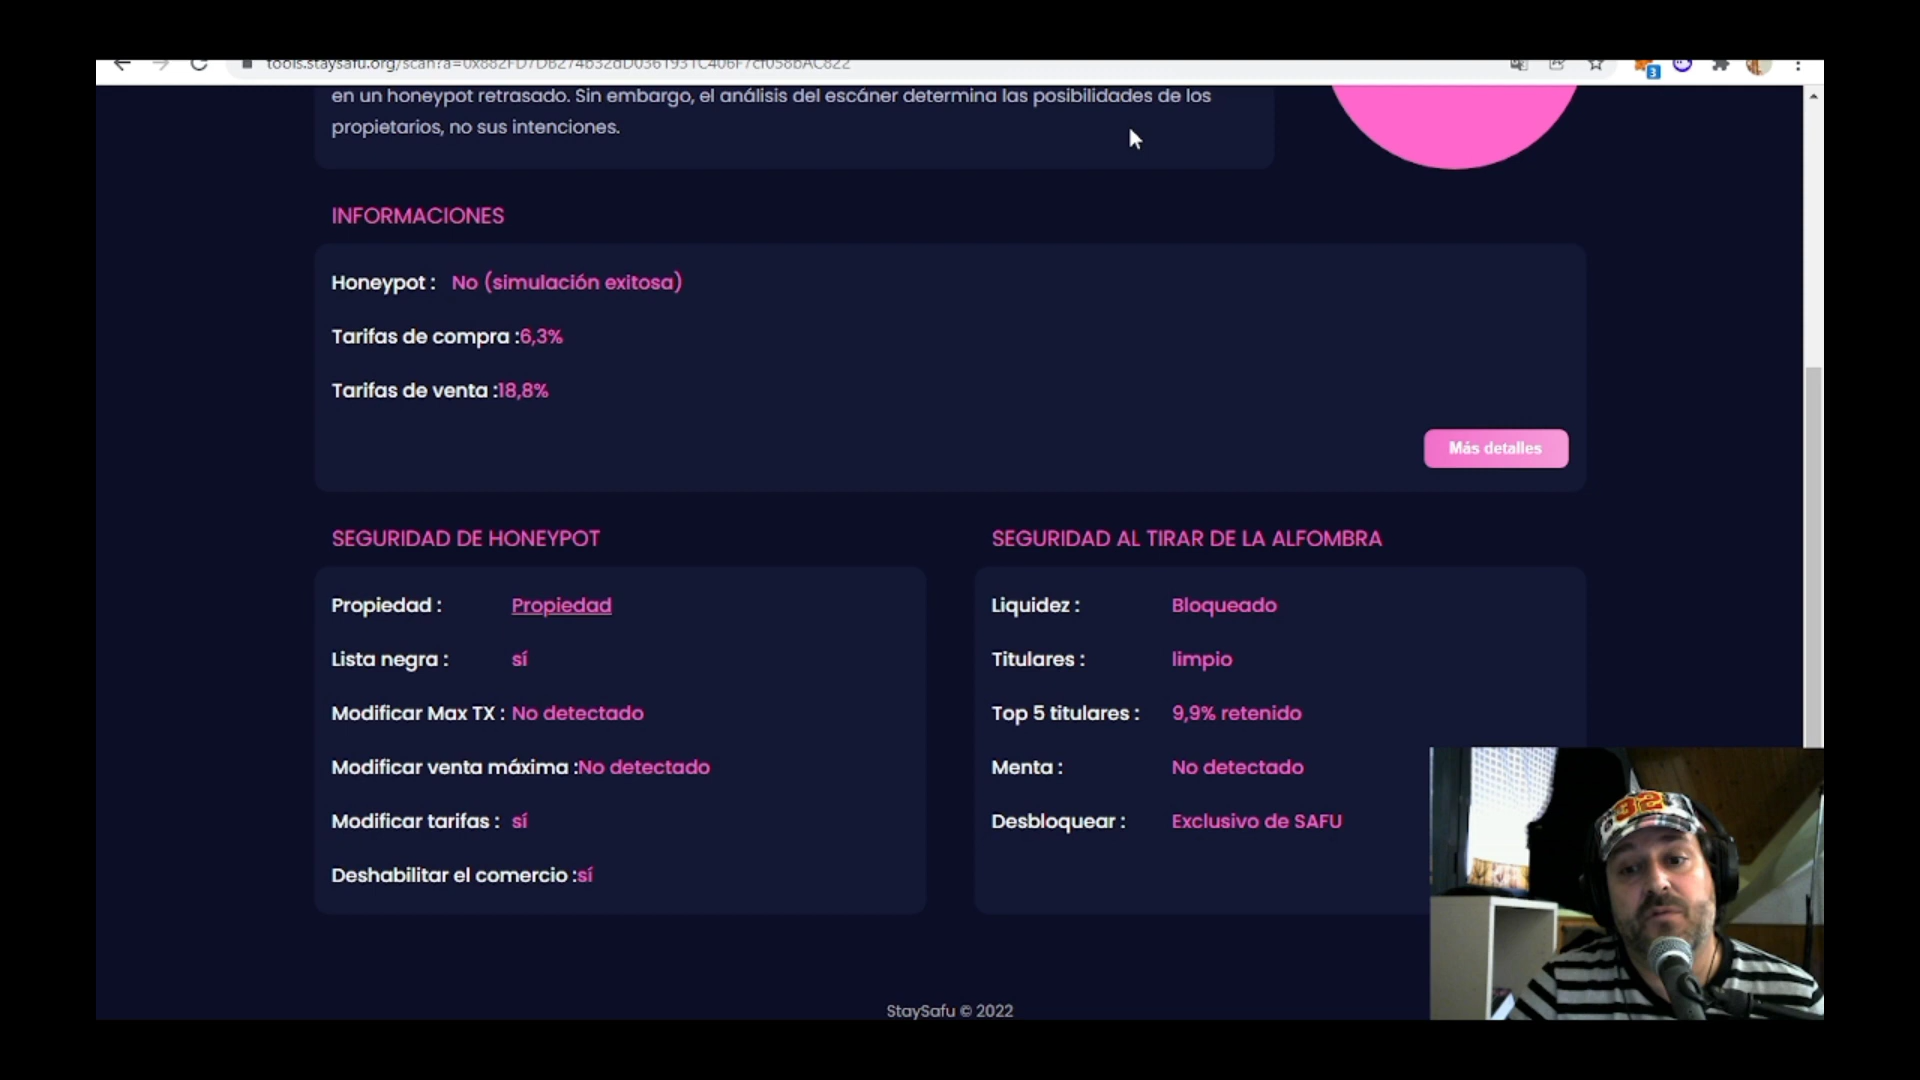 en un honeypot retrasado. Sin embargo, el análisis del escáner determina las posibilidades de los
propietarios, no sus intenciones.
INFORMACIONES
Honeypot : No (simulación exitosa)
Tarifas de compra :6,3%
Tarifas de venta :18,8%
Más detalles
SEGURIDAD DE HONEYPOT
Propiedad : Propiedad
Lista negra : sí
Modificar Max TX : No detectado
Modificar venta máxima :No detectado
Modificar tarifas : sí
Deshabilitar el comercio :sí
SEGURIDAD AL TIRAR DE LA ALFOMBRA
Liquidez : Bloqueado
Titulares : limpio
Top 5 titulares : 9,9% retenido
Menta : No detectado
Desbloquear : Exclusivo de SAFU
32
StaySafu © 2022